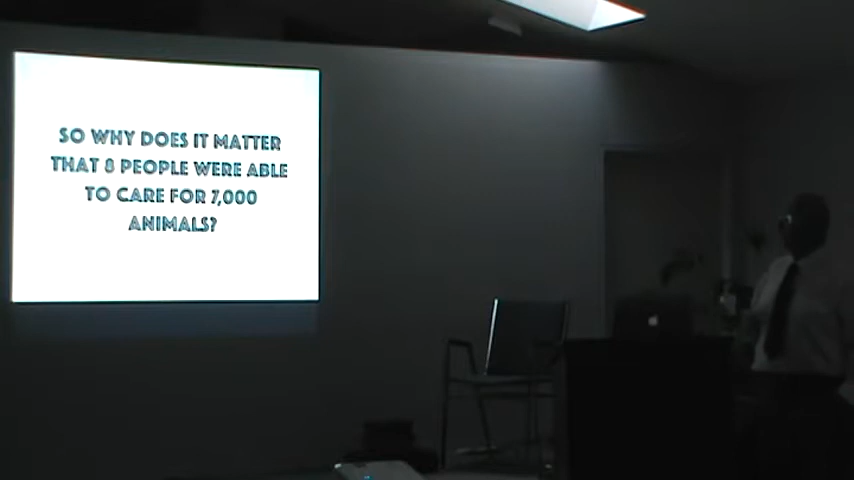 SO WHY DOES IT MATTER
THAT 8 PEOPLE WERE ABLE
TO CARE FOR 7,000
ANIMALS?